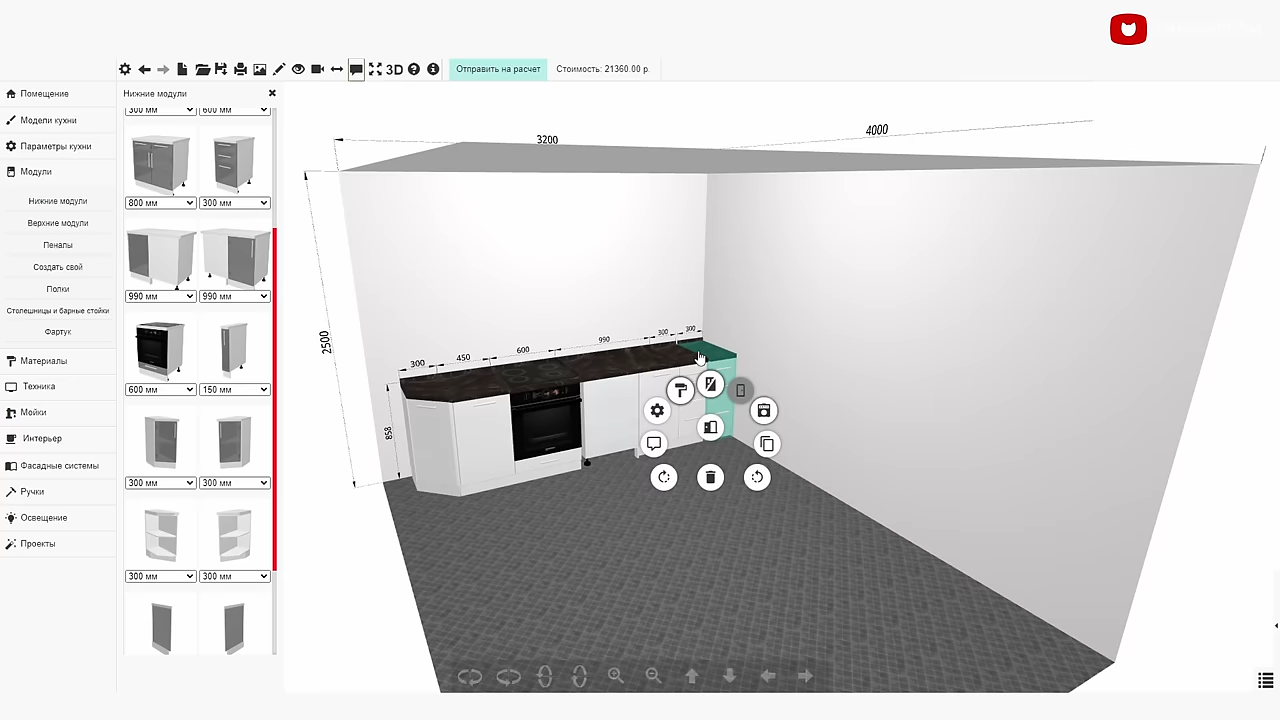 3D
Отправить на расчет
Стоимость: 21360.00 р.
Помещение
Модели кухни
Параметры кухни
Модули
Нижние модули
Верхние модули
Пеналы
Создать свой
Полки
Столешницы и барные стойки
Фартук
Материалы
Техника
Мойки
Интерьер
Фасадные системы
Ручки
Освещение
Проекты
Нижние модули
300 мм 600 мм
800 мм 300 мм
990 мм 990 мм
600 мм 150 мм
300 мм 300 мм
300 мм 300 мм
3200
4000
2500
300
450
600
990
300
300
858